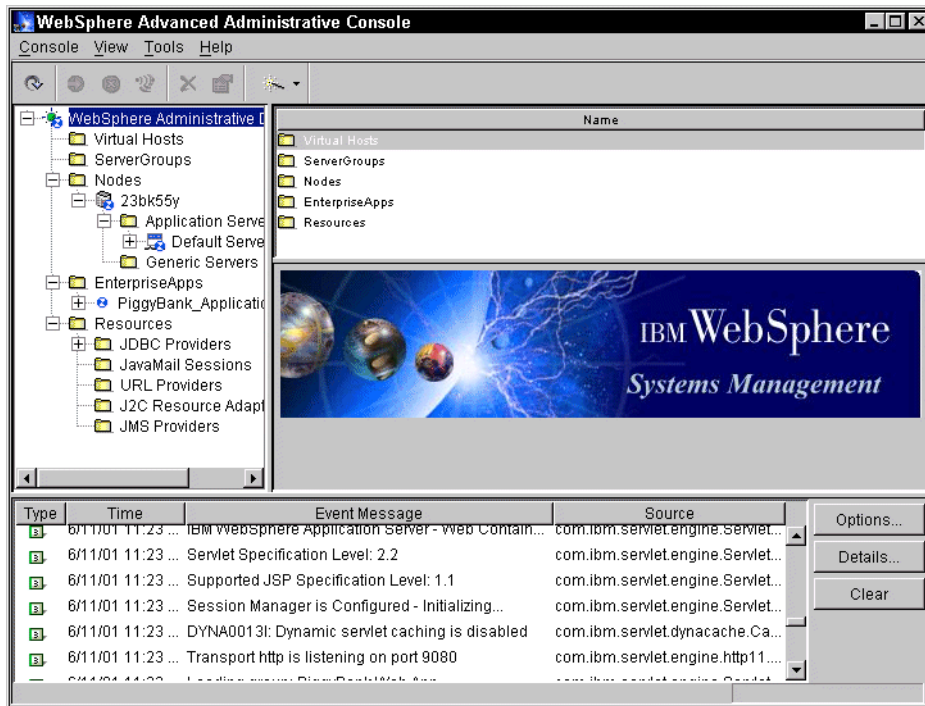 WebSphere Advanced Administrative Console
Console View Tools Help
WebSphere Administrative D
Virtual Hosts
ServerGroups
Nodes
23bk55y
Application Serve
Default Serve
Generic Servers
EnterpriseApps
PiggyBank_Applicatio
Resources
JDBC Providers
JavaMail Sessions
URL Providers
J2C Resource Adapt
JMS Providers
Name
Virtual Hosts
ServerGroups
Nodes
EnterpriseApps
Resources
IBM WebSphere
Systems Management
Type Time Event Message Source
6/11/01 11:23 ... IBM WebSphere Application Server - Web Contain... com.ibm.servlet.engine.Servlet...
6/11/01 11:23 ... Servlet Specification Level: 2.2 com.ibm.servlet.engine.Servlet...
6/11/01 11:23 ... Supported JSP Specification Level: 1.1 com.ibm.servlet.engine.Servlet...
6/11/01 11:23 ... Session Manager is Configured - Initializing... com.ibm.servlet.engine.Servlet...
6/11/01 11:23 ... DYNA0013I: Dynamic servlet caching is disabled com.ibm.servlet.dynacache.Ca...
6/11/01 11:23 ... Transport http is listening on port 9080 com.ibm.servlet.engine.http11....
Options...
Details...
Clear